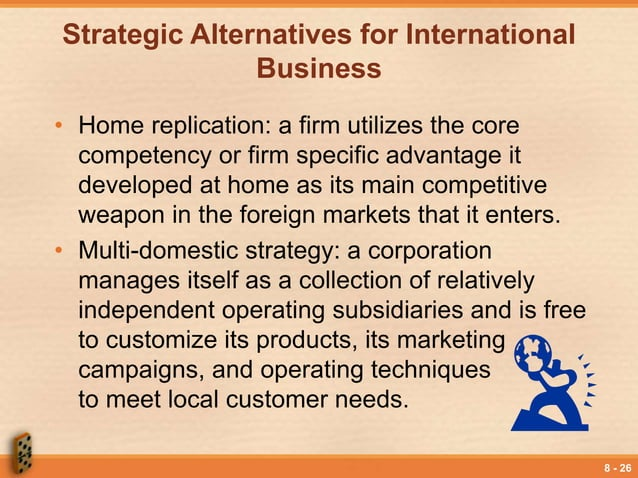 Strategic Alternatives for International
Business
• Home replication: a firm utilizes the core
competency or firm specific advantage it
developed at home as its main competitive
weapon in the foreign markets that it enters.
• Multi-domestic strategy: a corporation
manages itself as a collection of relatively
independent operating subsidiaries and is free
to customize its products, its marketing
campaigns, and operating techniques
to meet local customer needs.
8 - 26